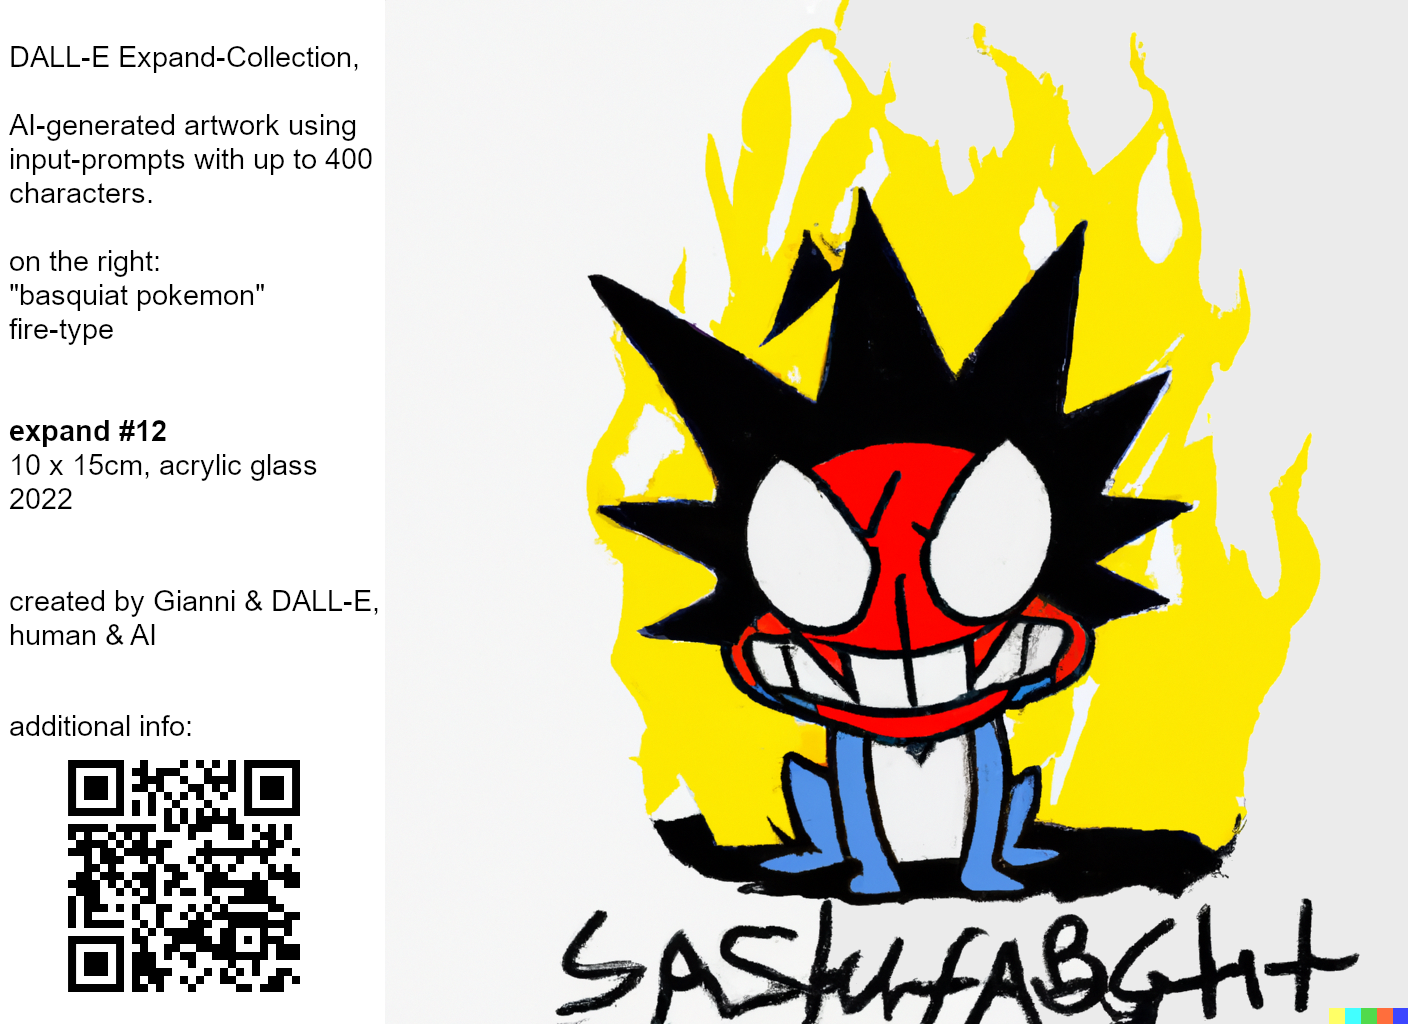 DALL-E Expand-Collection,
AI-generated artwork using
input-prompts with up to 400
characters.
on the right:
"basquiat pokemon"
fire-type
expand #12
10 x 15cm, acrylic glass
2022
created by Gianni & DALL-E,
human & AI
additional info: